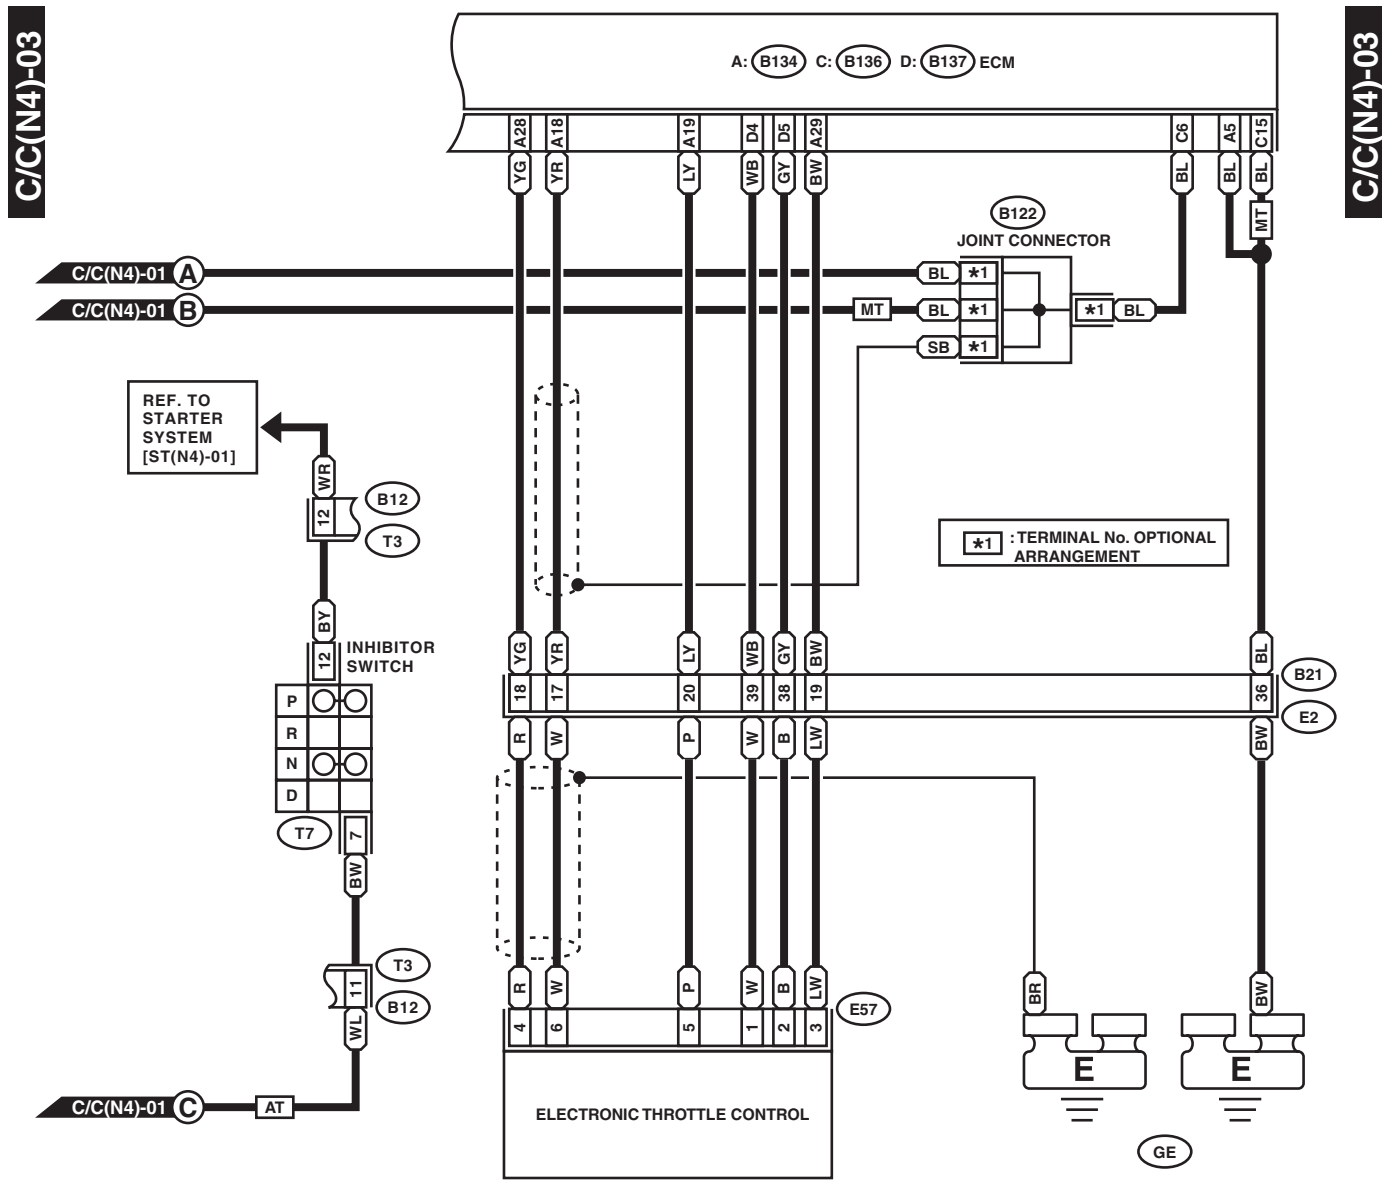 C/C(N4)-03
C/C(N4)-03
A: B134 C: B136 D: B137 ECM
A28 A18 A19 D4 D5 A29 C6 A5 C15
YG YR LY WB GY BW BL BL BL
MT
B122
JOINT CONNECTOR
C/C(N4)-01 A BL *1
C/C(N4)-01 B MT BL *1 *1 BL
SB *1
REF. TO
STARTER
SYSTEM
[ST(N4)-01]
WR
12
B12
T3
*1 : TERMINAL No. OPTIONAL
ARRANGEMENT
BY
12
INHIBITOR
SWITCH
P
R
N
D
T7
7
BW
T3
11
B12
WL
C/C(N4)-01 C AT
YG YR LY WB GY BW BL
18 17 20 39 38 19 36
B21
E2
R W P W B LW BW
R W P W B LW BR BW
E57
4 6 5 1 2 3
ELECTRONIC THROTTLE CONTROL
E E
GE